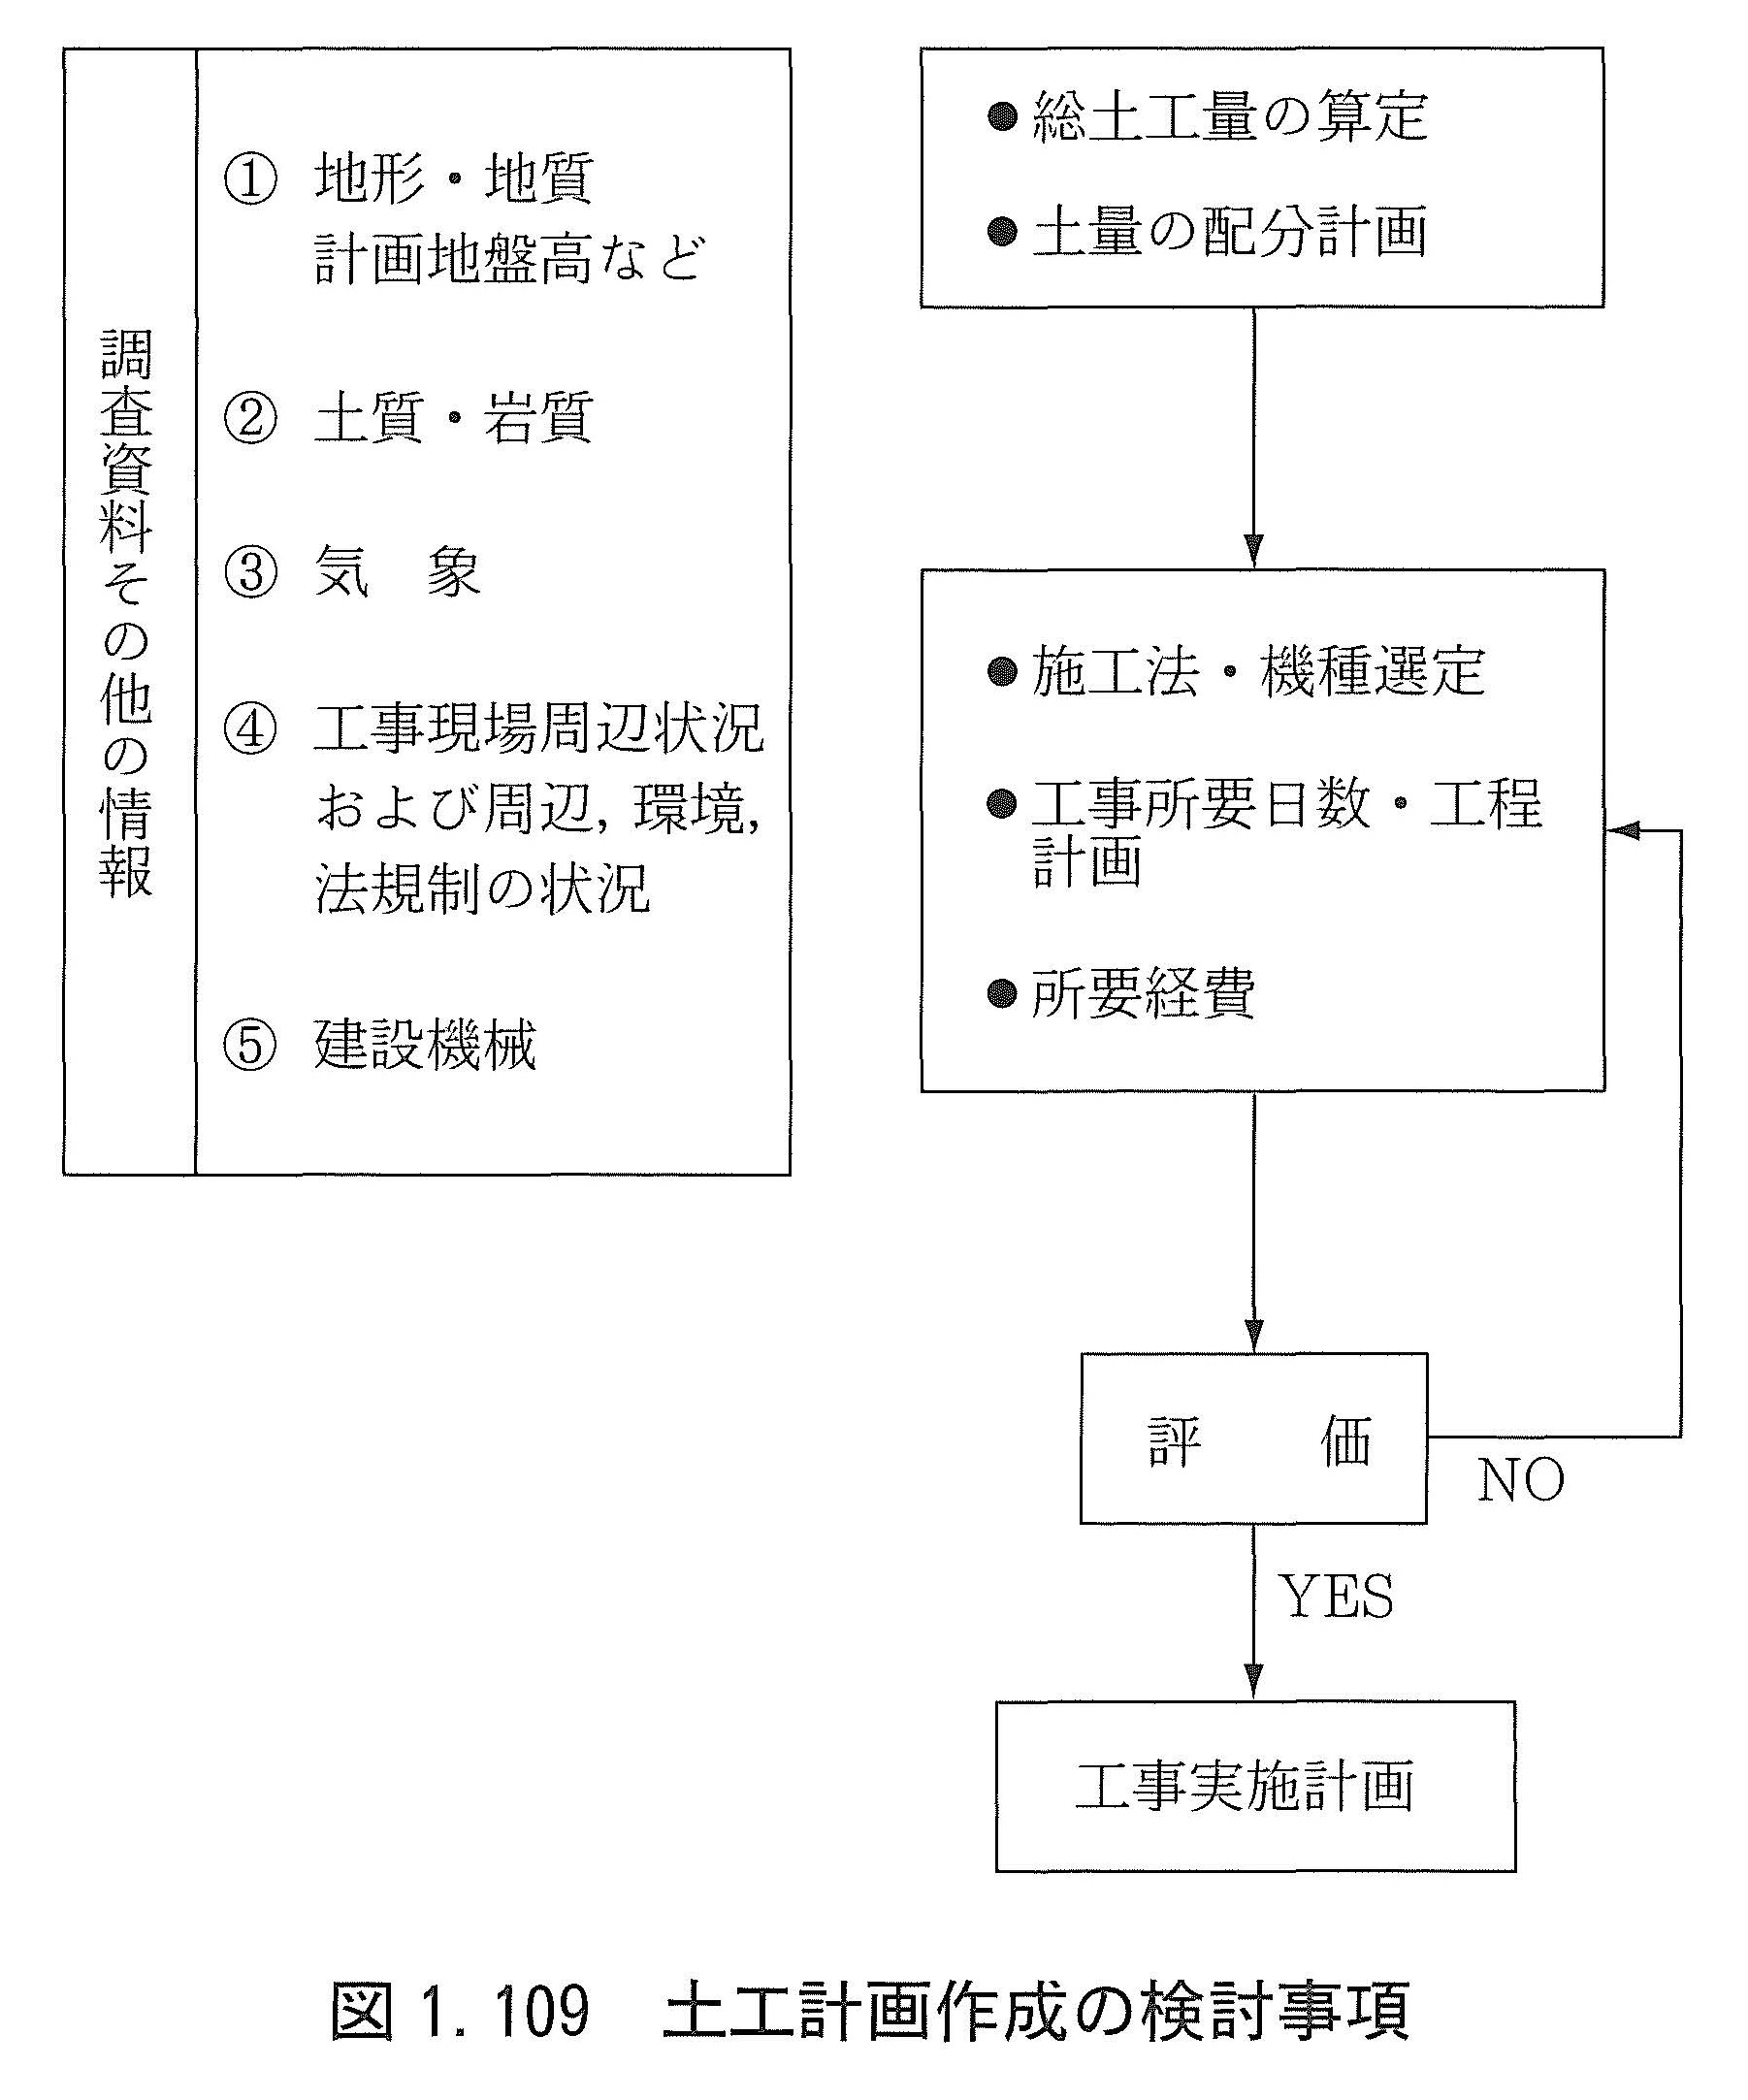 調査資料その他の情報
① 地形・地質
計画地盤高など
② 土質・岩質
③ 気　象
④ 工事現場周辺状況
および周辺, 環境,
法規制の状況
⑤ 建設機械
●総土工量の算定
●土量の配分計画
●施工法・機種選定
●工事所要日数・工程
計画
●所要経費
評　　価
NO
YES
工事実施計画
図 1.109　土工計画作成の検討事項